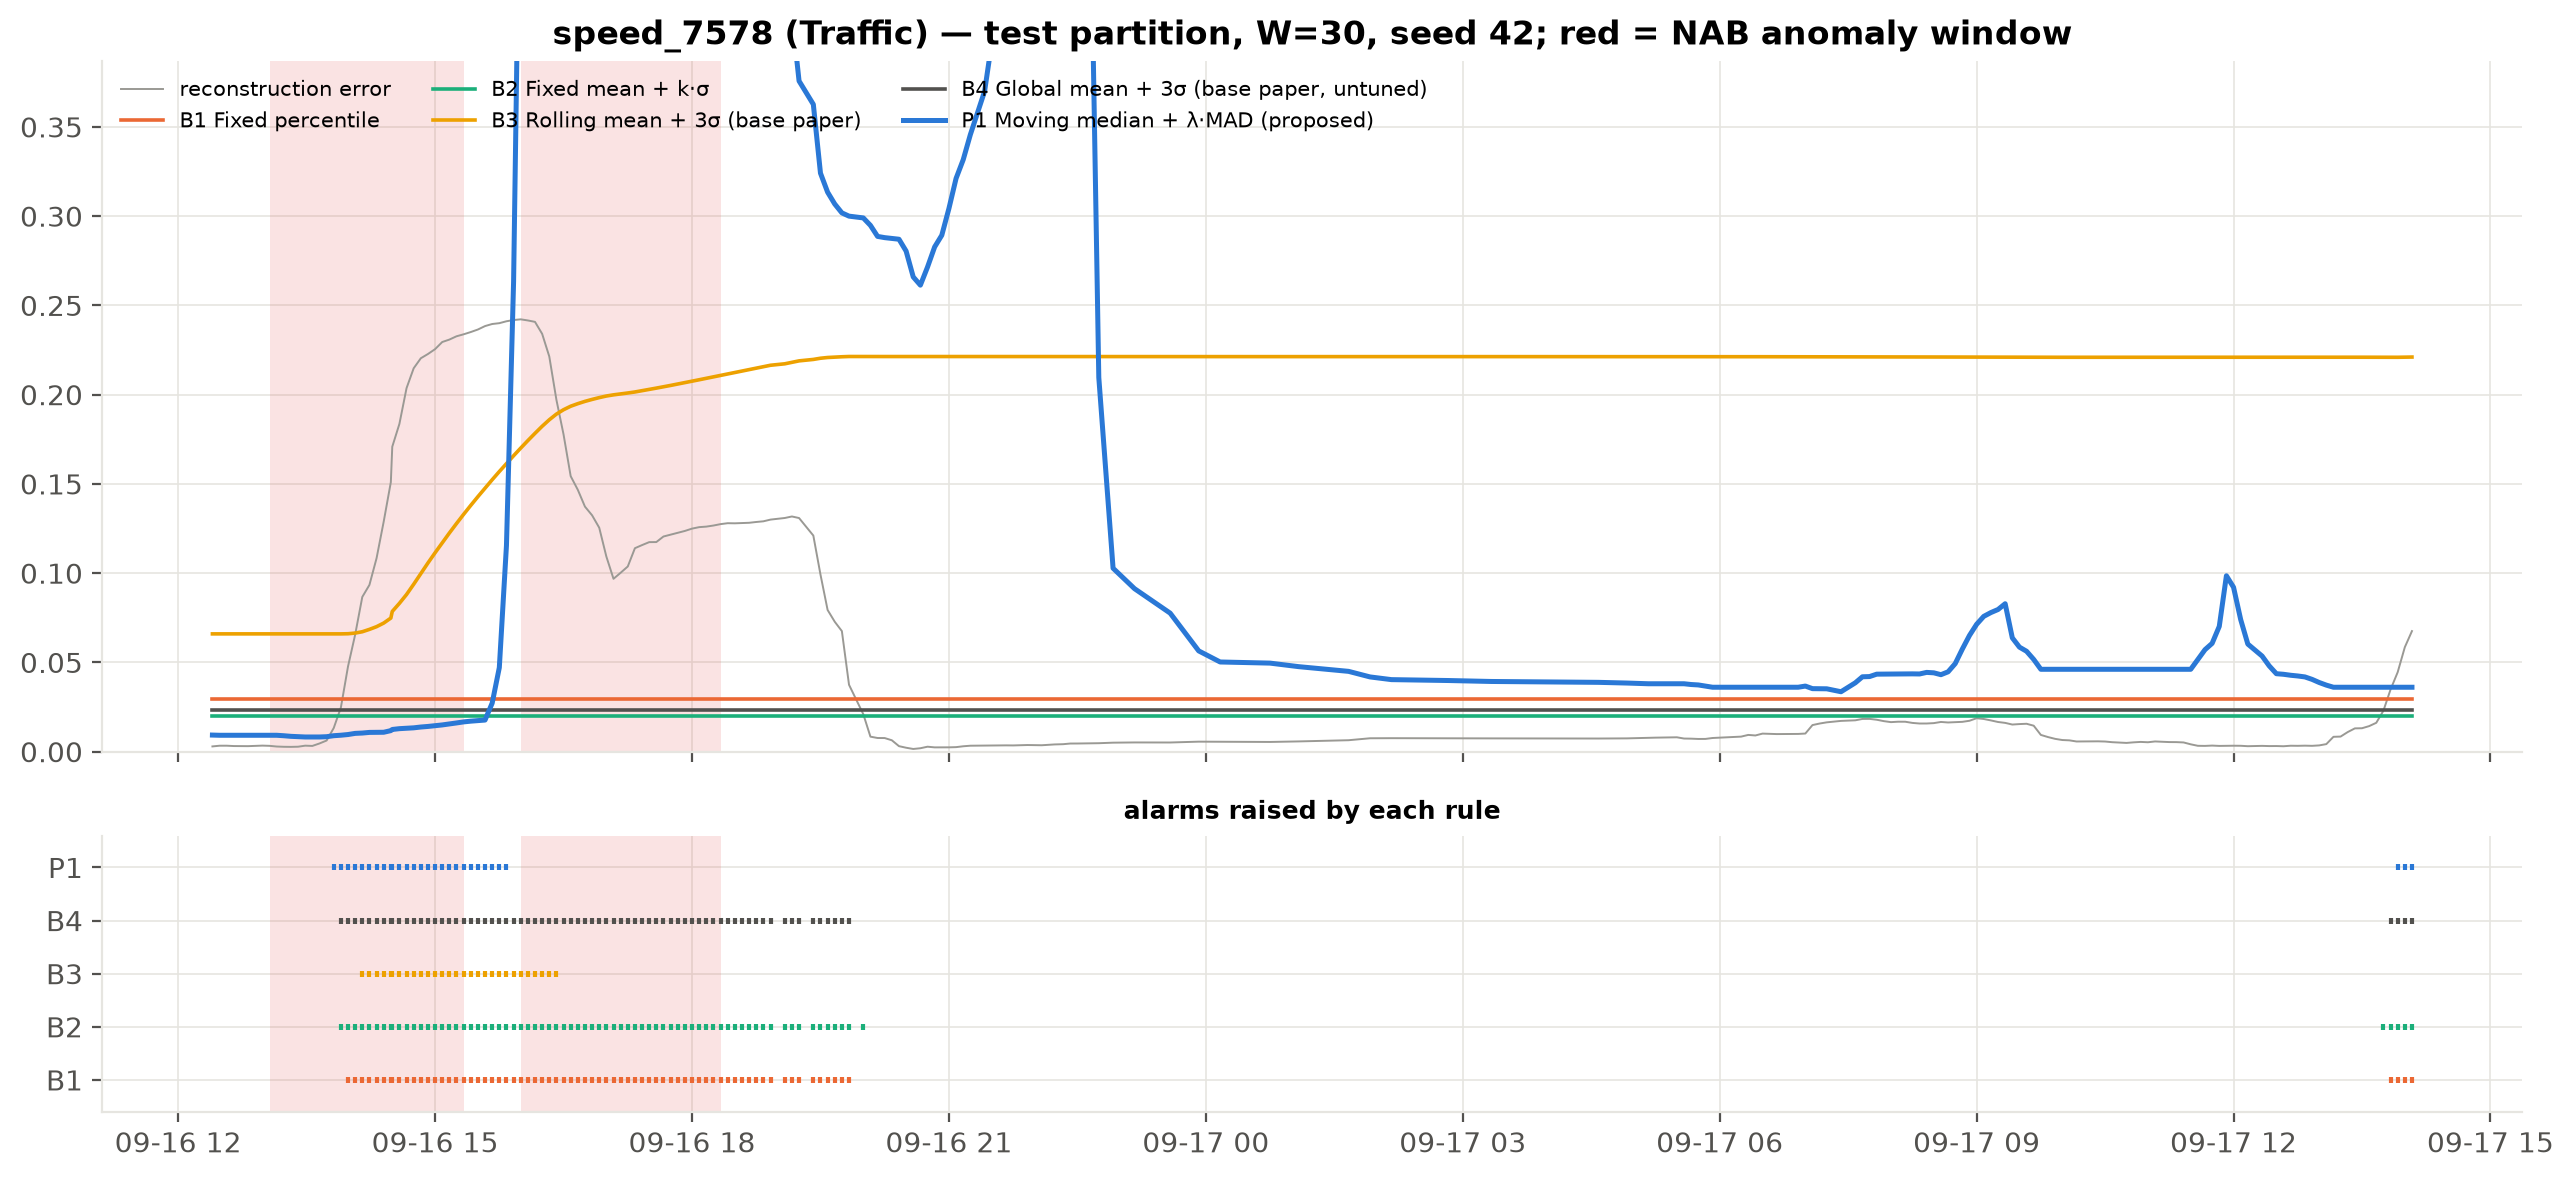 speed_7578 (Traffic) — test partition, W=30, seed 42; red = NAB anomaly window
reconstruction error
B1 Fixed percentile
B2 Fixed mean + k·σ
B3 Rolling mean + 3σ (base paper)
B4 Global mean + 3σ (base paper, untuned)
P1 Moving median + λ·MAD (proposed)
0.35
0.30
0.25
0.20
0.15
0.10
0.05
0.00
alarms raised by each rule
P1
B4
B3
B2
B1
09-16 12
09-16 15
09-16 18
09-16 21
09-17 00
09-17 03
09-17 06
09-17 09
09-17 12
09-17 15